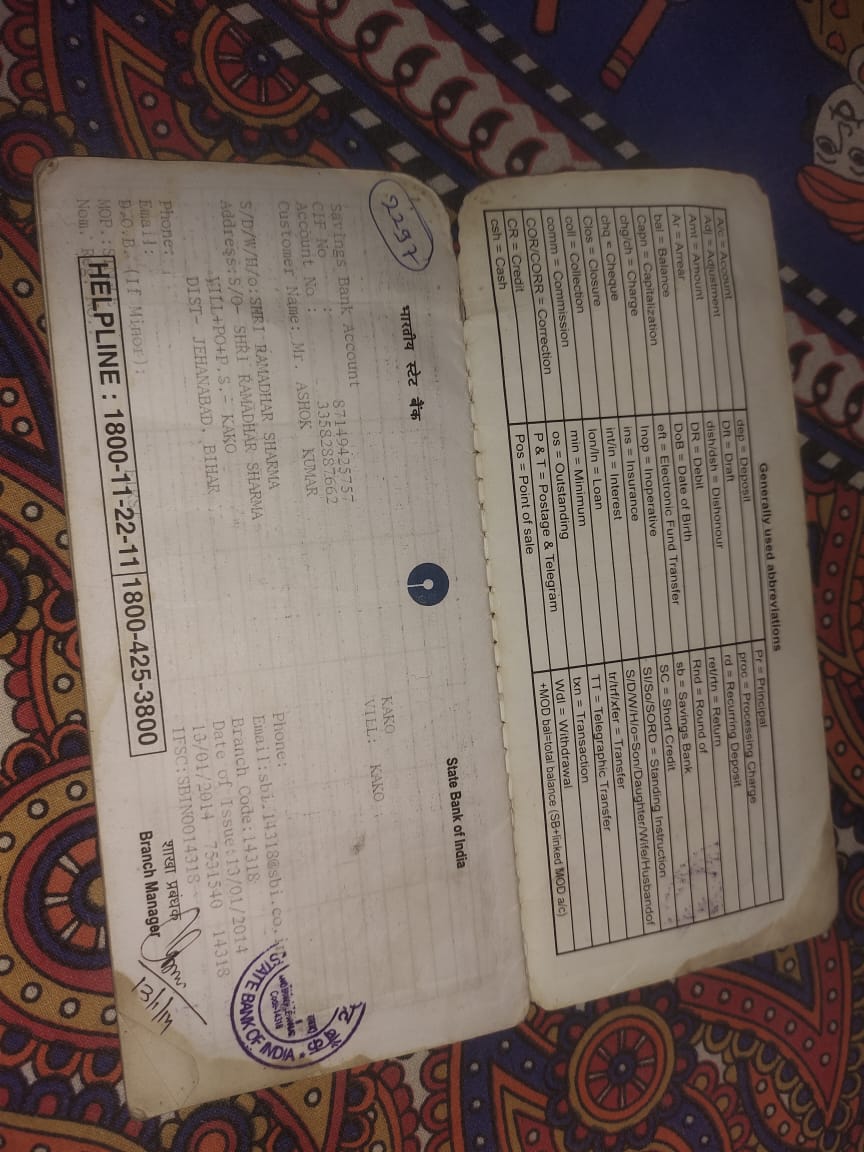 Generally used abbreviations
A/c = Account
Adj = Adjustment
Amt = Amount
Ar = Arrear
bal = Balance
Capn = Capitalization
chg/ch = Charge
chq = Cheque
Clos = Closure
coll = Collection
comm = Commission
COR/CORR = Correction
CR = Credit
csh = Cash
dep = Deposit
Dft = Draft
dish/dsh = Dishonour
DR = Debit
DoB = Date of Birth
eft = Electronic Fund Transfer
Inop = Inoperative
ins = Insurance
int/in = Interest
lon/ln = Loan
min = Minimum
os = Outstanding
P & T = Postage & Telegram
Pos = Point of sale
Pr = Principal
proc = Processing Charge
rd = Recurring Deposit
ret/rtn = Return
Rnd = Round of
sb = Savings Bank
SC = Short Credit
SI/So/SORD = Standing Instruction
S/D/W/H/o=Son/Daughter/Wife/Husbandof
tr/trf/xfer = Transfer
TT = Telegraphic Transfer
txn = Transaction
Wdl = Withdrawal
+MOD bal=total balance (SB+linked MOD a/c)
9297
भारतीय स्टेट बैंक
State Bank of India
Savings Bank Account
CIF No : 87149425757
Account No : 33582887662
Customer Name: Mr. ASHOK KUMAR
S/D/W/H/o: SHRI RAMADHAR SHARMA
Address: S/O- SHRI RAMADHAR SHARMA
WILL+PO+P.S.- KAKO
DIST- JEHANABAD, BIHAR
Phone:
Email:
D.O.B. (If Minor):
MOP.: S
Nom. R
KAKO
VILL: KAKO
Phone:
Email:sbi.14318@sbi.co.in
Branch Code:14318
Date of Issue:13/01/2014
13/01/2014 7531540 14318
IFSC:SBIN0014318
HELPLINE : 1800-11-22-11 1800-425-3800
शाखा प्रबंधक
Branch Manager
13/1/14
STATE BANK OF INDIA
Code-14318